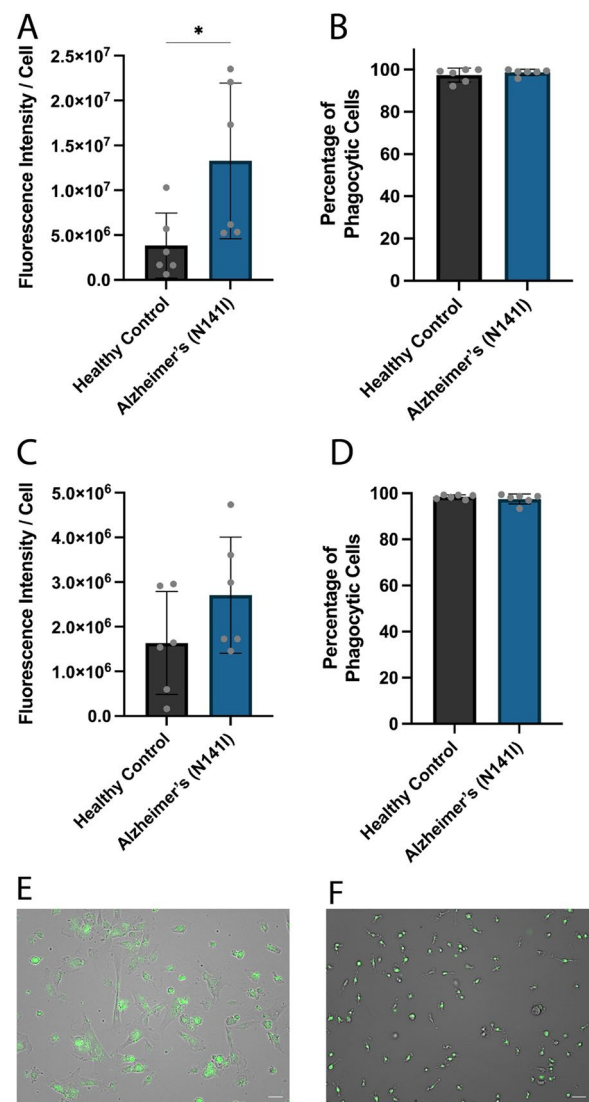 A
*
Fluorescence Intensity / Cell
2.5×10⁷
2.0×10⁷
1.5×10⁷
1.0×10⁷
5.0×10⁶
0.0
Healthy Control
Alzheimer's (N141I)
B
Percentage of
Phagocytic Cells
100
80
60
40
20
0
Healthy Control
Alzheimer's (N141I)
C
Fluorescence Intensity / Cell
5.0×10⁶
4.0×10⁶
3.0×10⁶
2.0×10⁶
1.0×10⁶
0.0
Healthy Control
Alzheimer's (N141I)
D
Percentage of
Phagocytic Cells
100
80
60
40
20
0
Healthy Control
Alzheimer's (N141I)
E
F